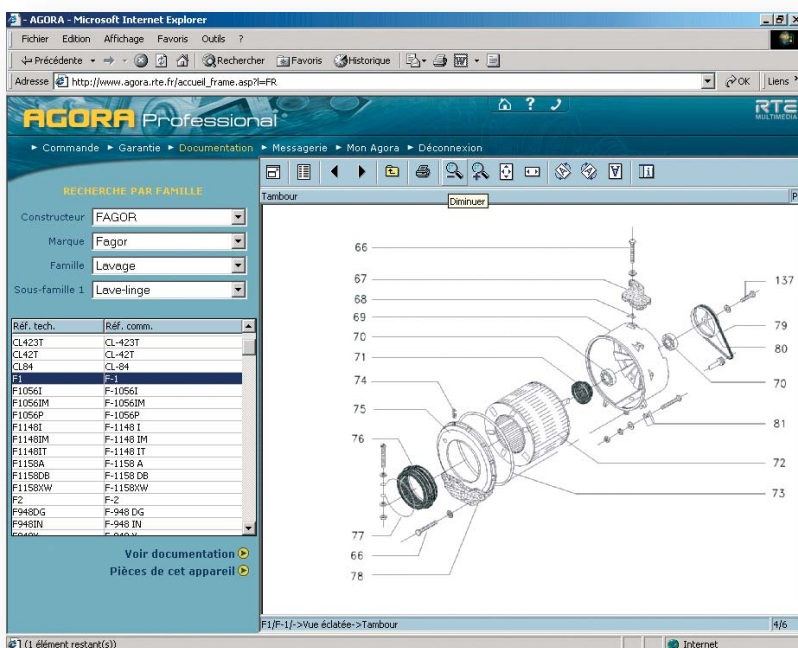 - AGORA - Microsoft Internet Explorer
Fichier Edition Affichage Favoris Outils ?
Précédente Rechercher Favoris Historique
Adresse http://www.agora.rte.fr/accueil_frame.asp?l=FR OK Liens »
AGORA Professional
RTE
MULTIMEDIA
Commande Garantie Documentation Messagerie Mon Agora Déconnexion
RECHERCHE PAR FAMILLE
Constructeur FAGOR
Marque Fagor
Famille Lavage
Sous-famille 1 Lave-linge
Réf. tech. Réf. comm.
CL423T CL-423T
CL42T CL-42T
CL84 CL-84
F1 F-1
F1056I F-1056I
F1056IM F-1056IM
F1056P F-1056P
F1148I F-1148 I
F1148IM F-1148 IM
F1148IT F-1148 IT
F1158A F-1158 A
F1158DB F-1158 DB
F1158XW F-1158XW
F2 F-2
F948DG F-948 DG
F948IN F-948 IN
Voir documentation
Pièces de cet appareil
Tambour P
Diminuer
66
67
68
69
70
71
74
75
76
77
66
78
137
79
80
70
81
72
73
F1/F-1/->Vue éclatée->Tambour 4/6
(1 élément restant(s)) Internet